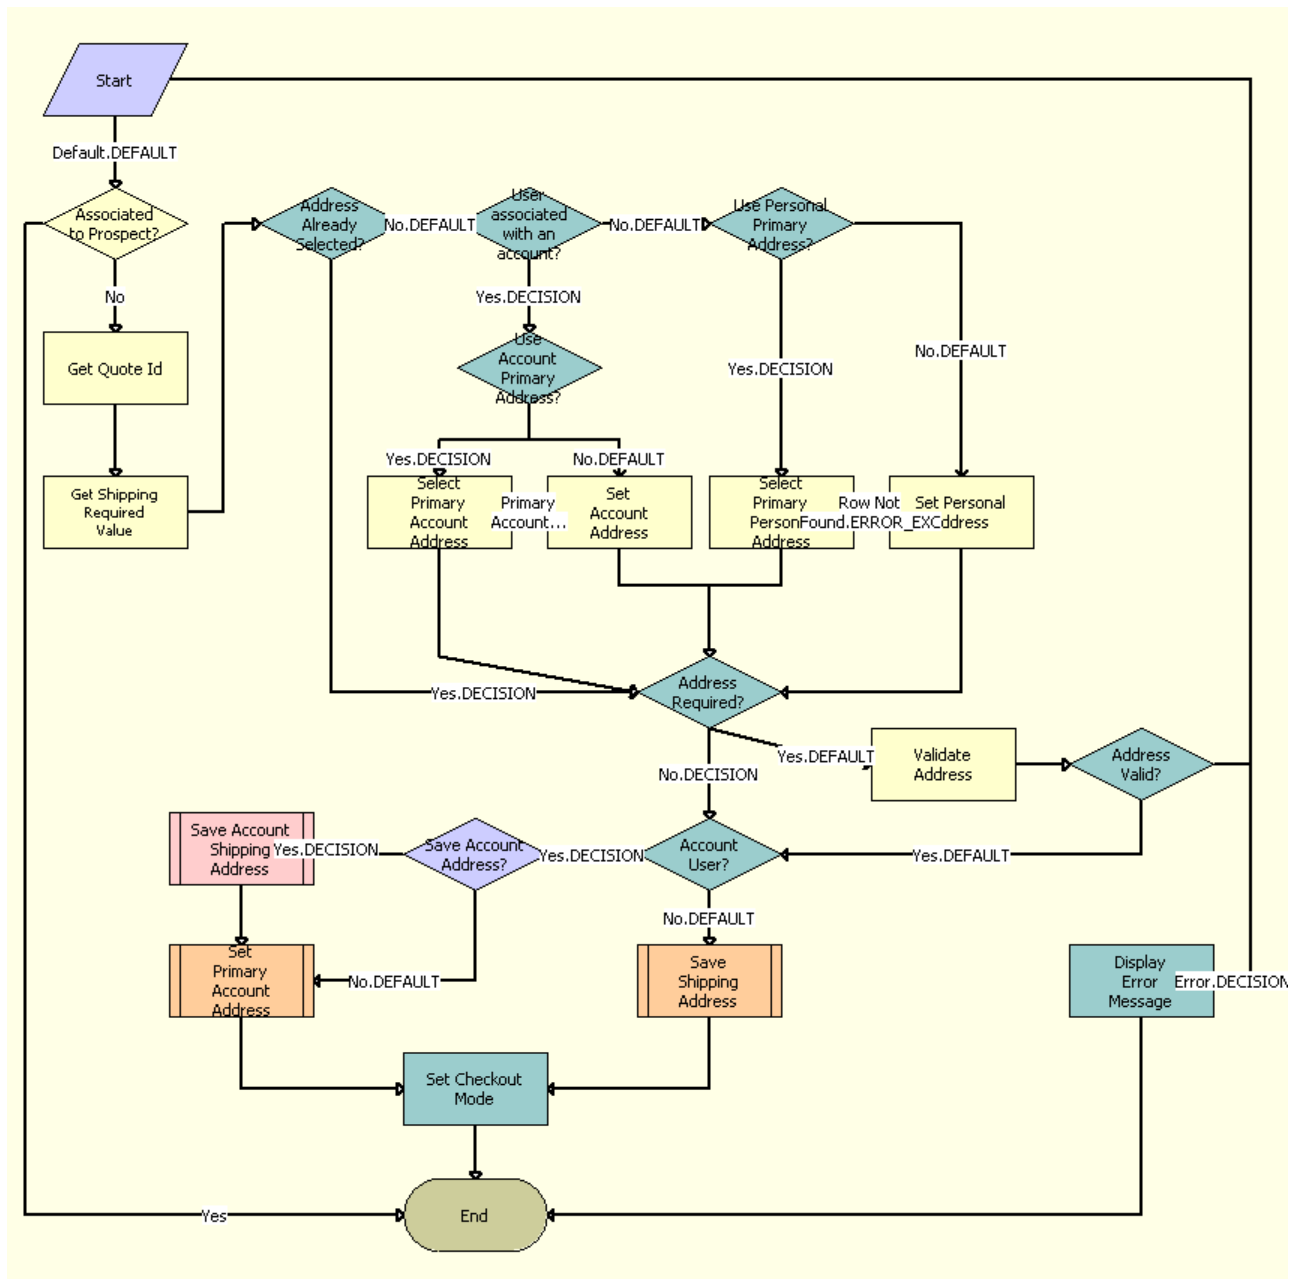 Start
Default.DEFAULT
Associated
to Prospect?
Address
Already
Selected?
No.DEFAULT
User
associated
with an
account?
No.DEFAULT
Use Personal
Primary
Address?
No
Yes.DECISION
Get Quote Id
Use
Account
Primary
Address?
Yes.DECISION
No.DEFAULT
Yes.DECISION
No.DEFAULT
Get Shipping
Required
Value
Select
Primary
Account
Address
Primary
Account...
Set
Account
Address
Select
Primary
Person
Address
Row Not
Found.ERROR_EXC
Set Personal
ddress
Yes.DECISION
Address
Required?
No.DECISION
Yes.DEFAULT
Validate
Address
Address
Valid?
Save Account
Shipping
Address
Yes.DECISION
Save Account
Address?
Yes.DECISION
Account
User?
Yes.DEFAULT
No.DEFAULT
Set
Primary
Account
Address
No.DEFAULT
Save
Shipping
Address
Display
Error
Message
Error.DECISION
Set Checkout
Mode
Yes
End